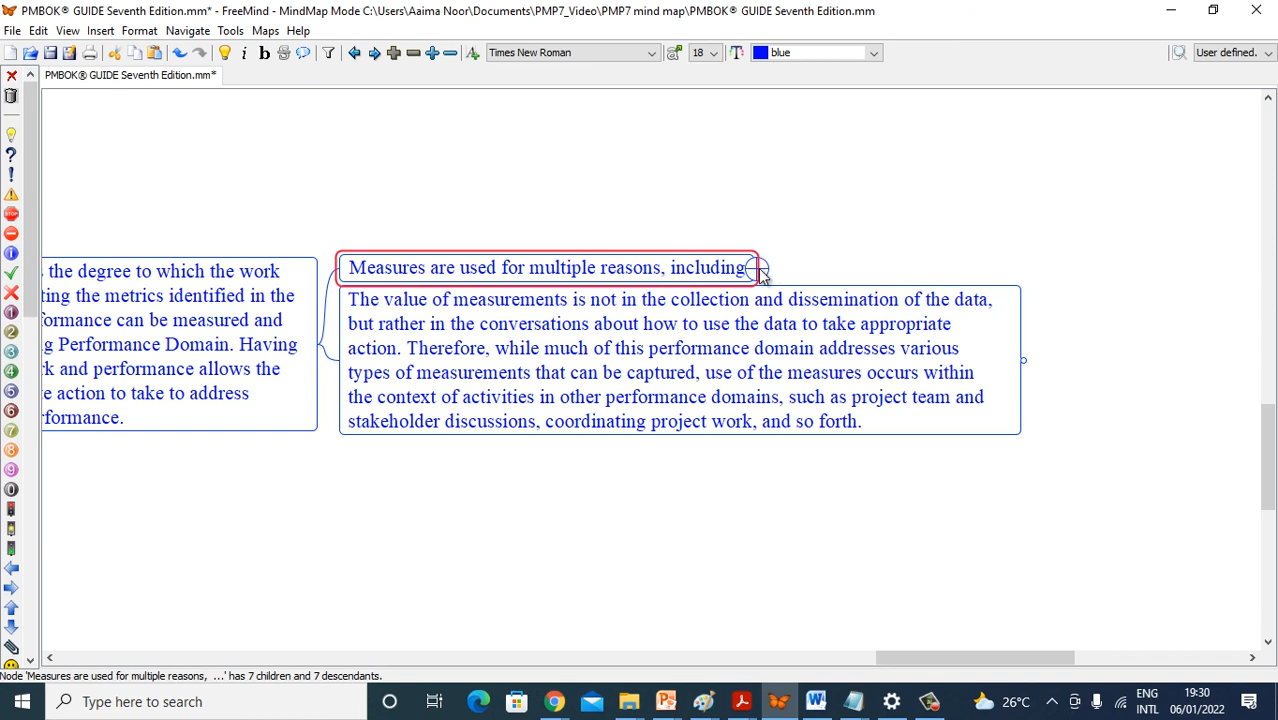 PMBOK® GUIDE Seventh Edition.mm* - FreeMind - MindMap Mode C:\Users\Aaima Noor\Documents\PMP7_Video\PMP7 mind map\PMBOK® GUIDE Seventh Edition.mm
File Edit View Insert Format Navigate Tools Maps Help
Times New Roman 18 blue User defined.
PMBOK® GUIDE Seventh Edition.mm*
Measures are used for multiple reasons, including
s the degree to which the work
ting the metrics identified in the
formance can be measured and
g Performance Domain. Having
rk and performance allows the
te action to take to address
rformance.
The value of measurements is not in the collection and dissemination of the data,
but rather in the conversations about how to use the data to take appropriate
action. Therefore, while much of this performance domain addresses various
types of measurements that can be captured, use of the measures occurs within
the context of activities in other performance domains, such as project team and
stakeholder discussions, coordinating project work, and so forth.
Node 'Measures are used for multiple reasons, ...' has 7 children and 7 descendants.
Type here to search
26°C
ENG
INTL
19:30
06/01/2022